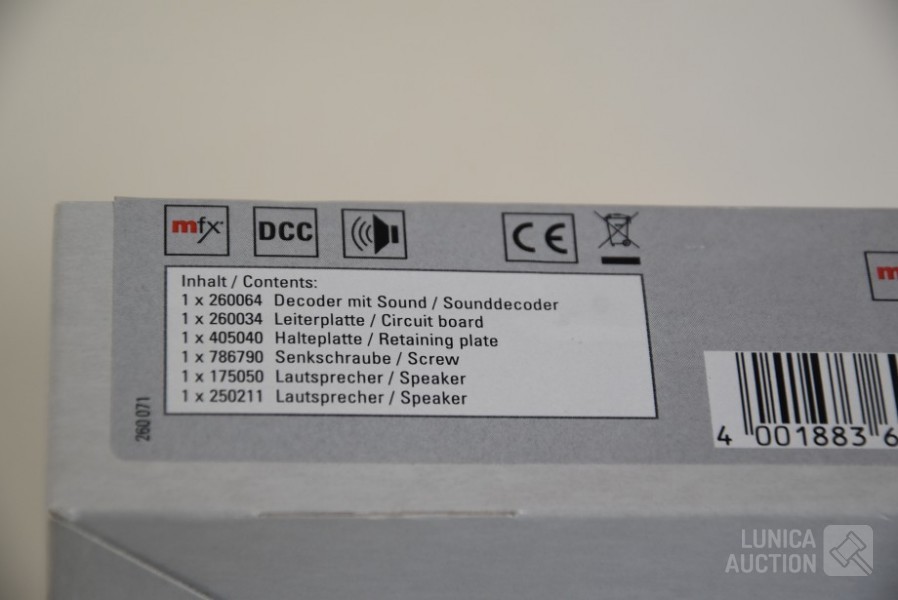 mfx
DCC
CE
m
Inhalt / Contents:
1 x 260064 Decoder mit Sound / Sounddecoder
1 x 260034 Leiterplatte / Circuit board
1 x 405040 Halteplatte / Retaining plate
1 x 786790 Senkschraube / Screw
1 x 175050 Lautsprecher / Speaker
1 x 250211 Lautsprecher / Speaker
260 071
4 001883 6
LUNICA
AUCTION